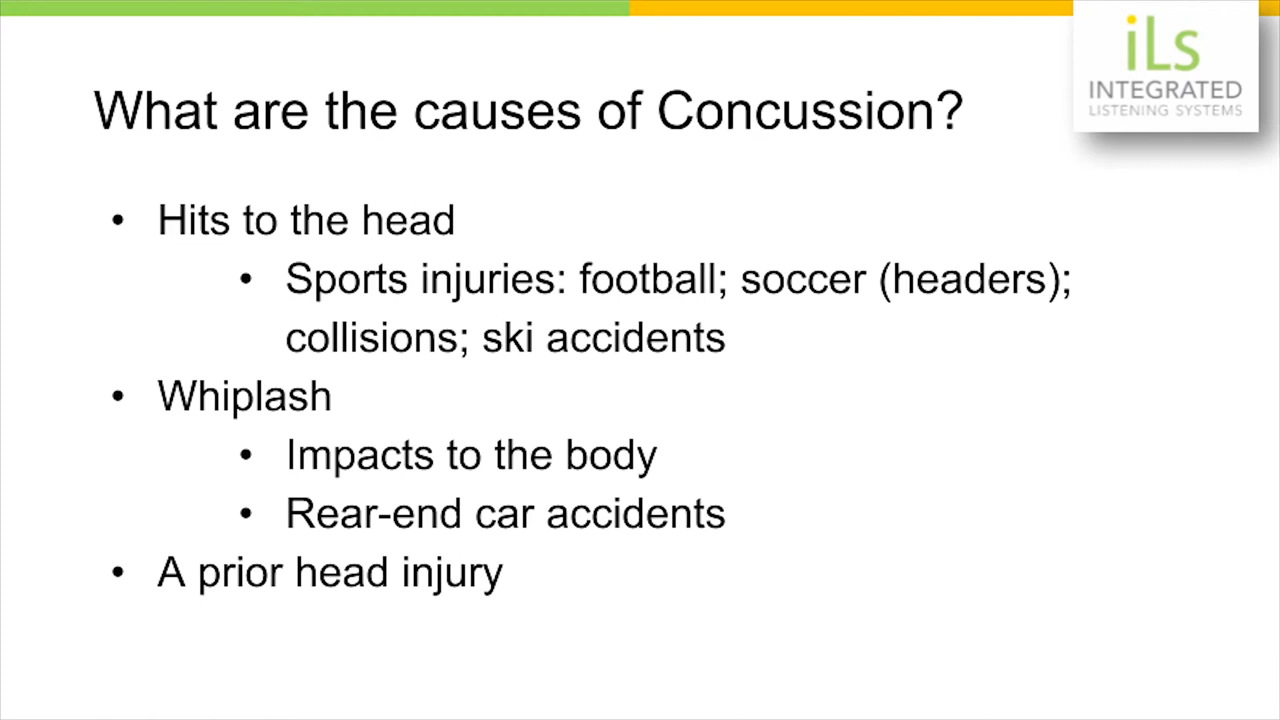 iLs
INTEGRATED
LISTENING SYSTEMS
What are the causes of Concussion?
• Hits to the head
• Sports injuries: football; soccer (headers);
collisions; ski accidents
• Whiplash
• Impacts to the body
• Rear-end car accidents
• A prior head injury